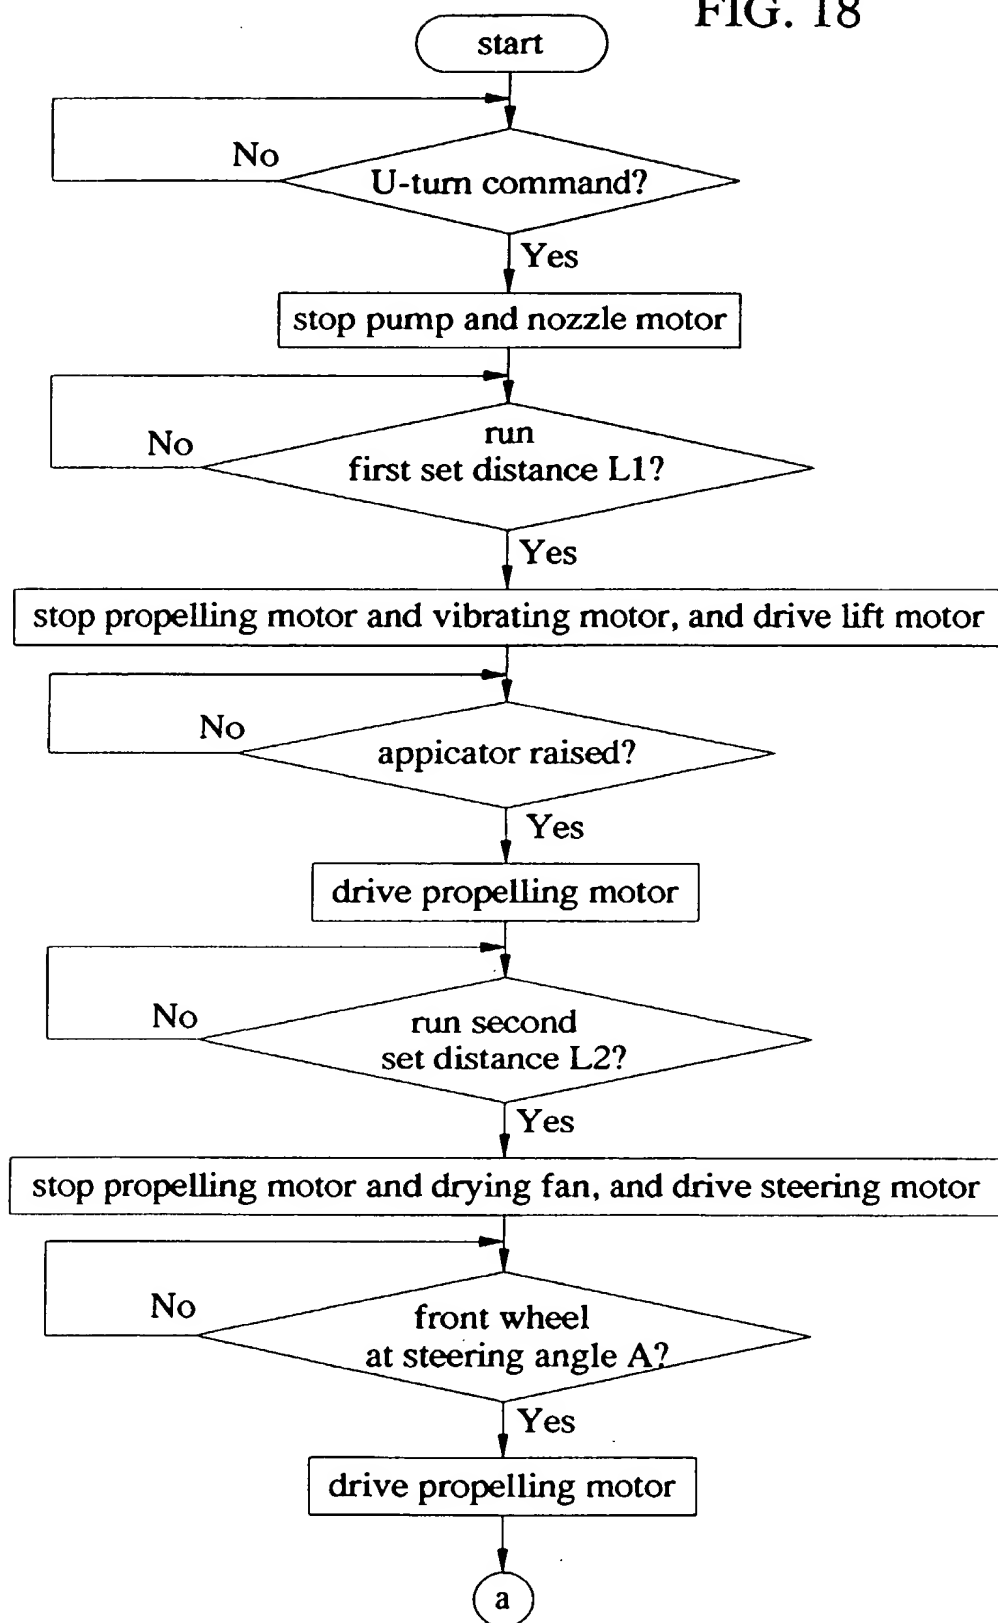 FIG. 18
start
No
U-turn command?
Yes
stop pump and nozzle motor
No
run
first set distance L1?
Yes
stop propelling motor and vibrating motor, and drive lift motor
No
appicator raised?
Yes
drive propelling motor
No
run second
set distance L2?
Yes
stop propelling motor and drying fan, and drive steering motor
No
front wheel
at steering angle A?
Yes
drive propelling motor
a